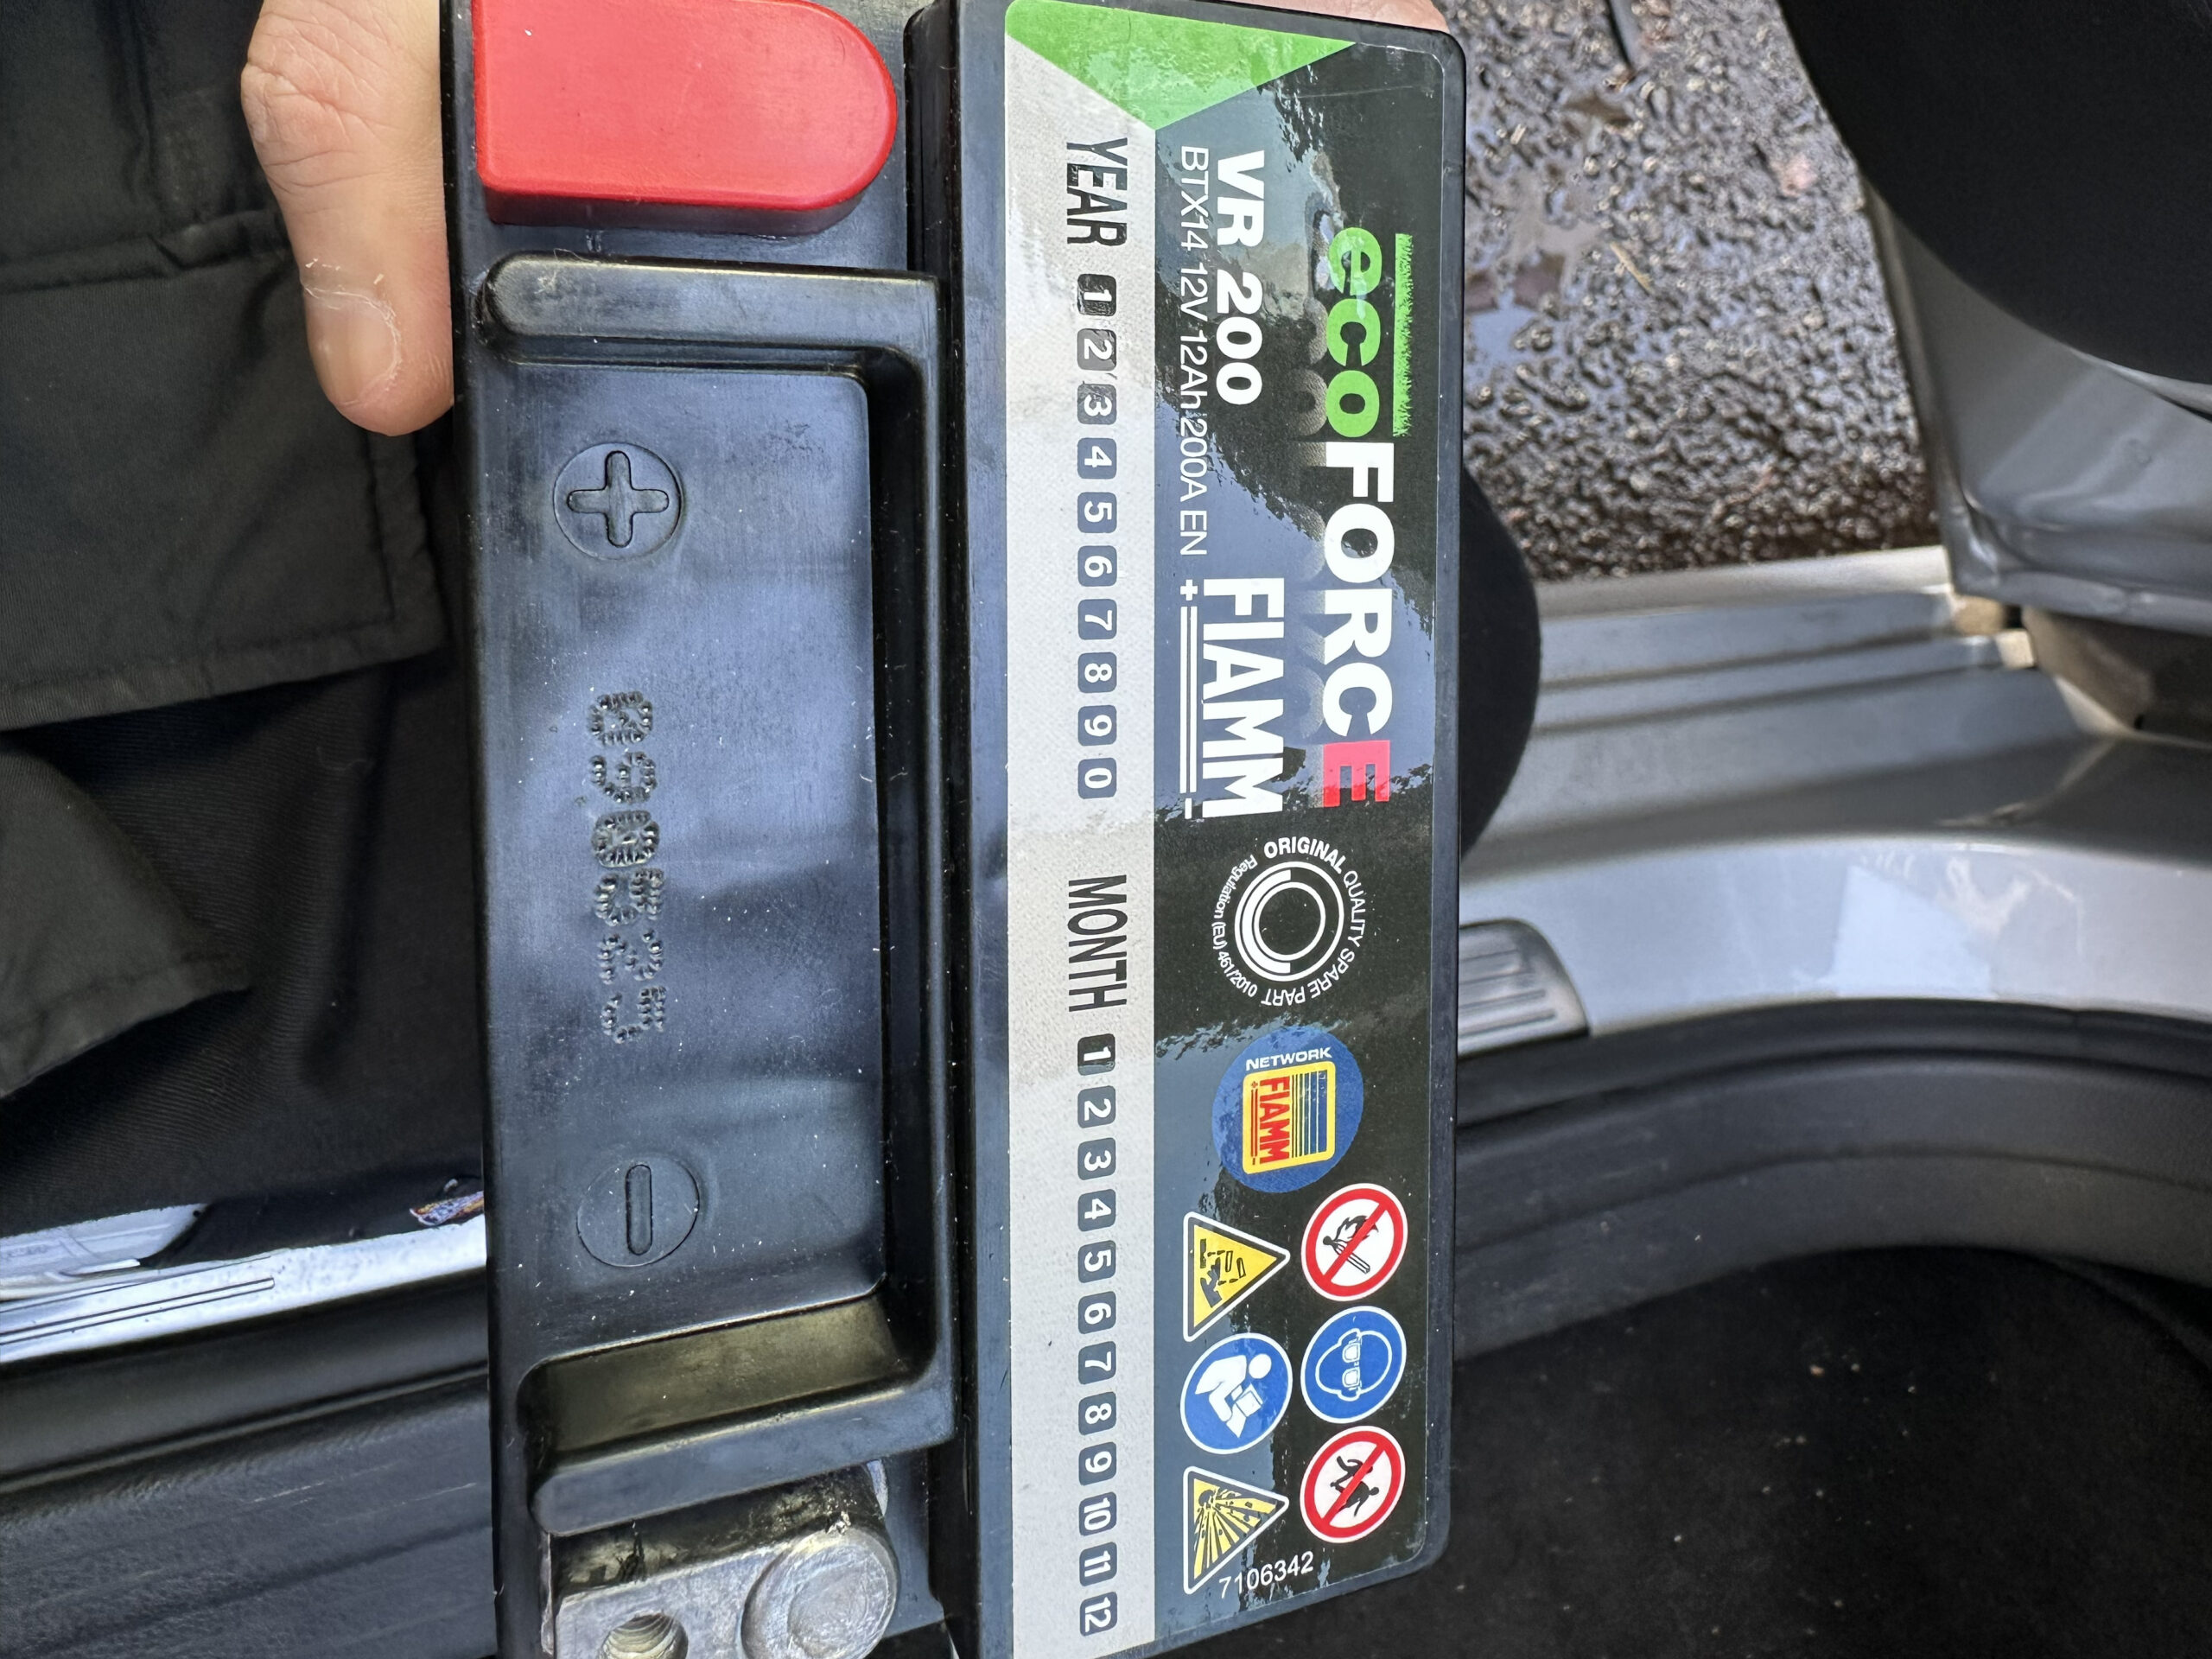 ecoFORCE
VR 200
BTX14 12V 12Ah 200A EN
FIAMM
ORIGINAL QUALITY SPARE PART
Regulation (EU) 461/2010
NETWORK
FIAMM
7106342
YEAR 1 2 3 4 5 6 7 8 9 0 MONTH 1 2 3 4 5 6 7 8 9 10 11 12
+
-